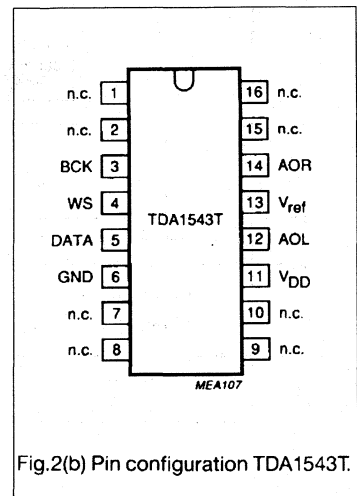 n.c. 1 16 n.c.
n.c. 2 15 n.c.
BCK 3 14 AOR
WS 4 13 Vref
TDA1543T
DATA 5 12 AOL
GND 6 11 VDD
n.c. 7 10 n.c.
n.c. 8 9 n.c.
MEA107
Fig.2(b) Pin configuration TDA1543T.